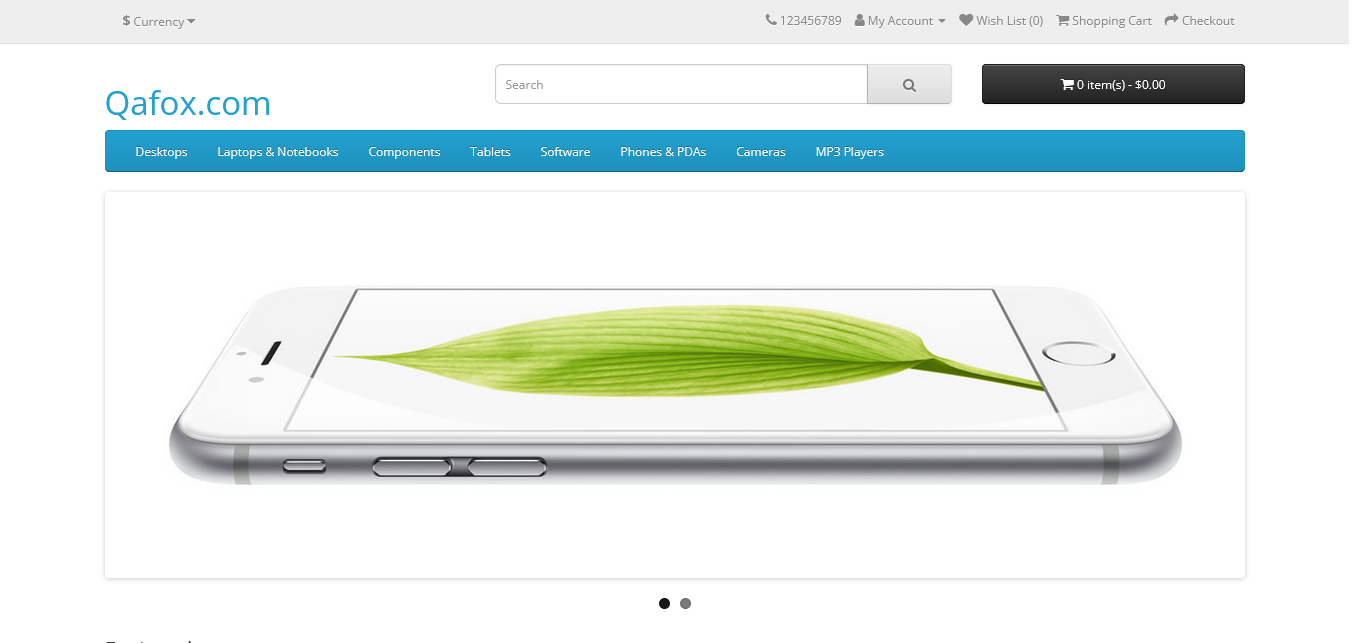 $ Currency
123456789 My Account Wish List (0) Shopping Cart Checkout
Qafox.com
Search
0 item(s) - $0.00
Desktops Laptops & Notebooks Components Tablets Software Phones & PDAs Cameras MP3 Players